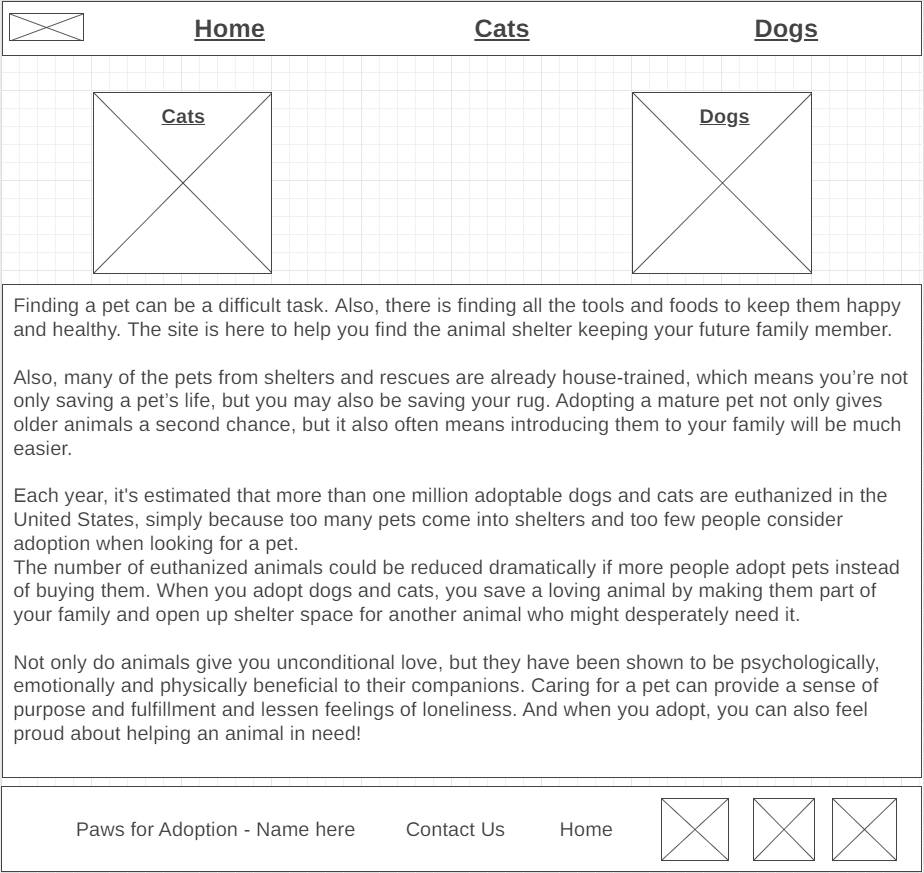 Home Cats Dogs
Cats Dogs
Finding a pet can be a difficult task. Also, there is finding all the tools and foods to keep them happy
and healthy. The site is here to help you find the animal shelter keeping your future family member.
Also, many of the pets from shelters and rescues are already house-trained, which means you’re not
only saving a pet’s life, but you may also be saving your rug. Adopting a mature pet not only gives
older animals a second chance, but it also often means introducing them to your family will be much
easier.
Each year, it's estimated that more than one million adoptable dogs and cats are euthanized in the
United States, simply because too many pets come into shelters and too few people consider
adoption when looking for a pet.
The number of euthanized animals could be reduced dramatically if more people adopt pets instead
of buying them. When you adopt dogs and cats, you save a loving animal by making them part of
your family and open up shelter space for another animal who might desperately need it.
Not only do animals give you unconditional love, but they have been shown to be psychologically,
emotionally and physically beneficial to their companions. Caring for a pet can provide a sense of
purpose and fulfillment and lessen feelings of loneliness. And when you adopt, you can also feel
proud about helping an animal in need!
Paws for Adoption - Name here Contact Us Home